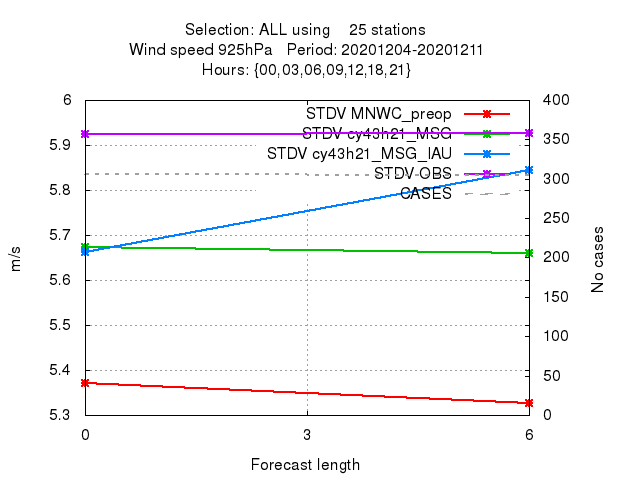 Selection: ALL using 25 stations
Wind speed 925hPa Period: 20201204-20201211
Hours: {00,03,06,09,12,18,21}
STDV MNWC_preop
STDV cy43h21_MSG
STDV cy43h21_MSG_IAU
STDV OBS
CASES
6
5.9
5.8
5.7
5.6
5.5
5.4
5.3
400
350
300
250
200
150
100
50
0
m/s
No cases
0 3 6
Forecast length